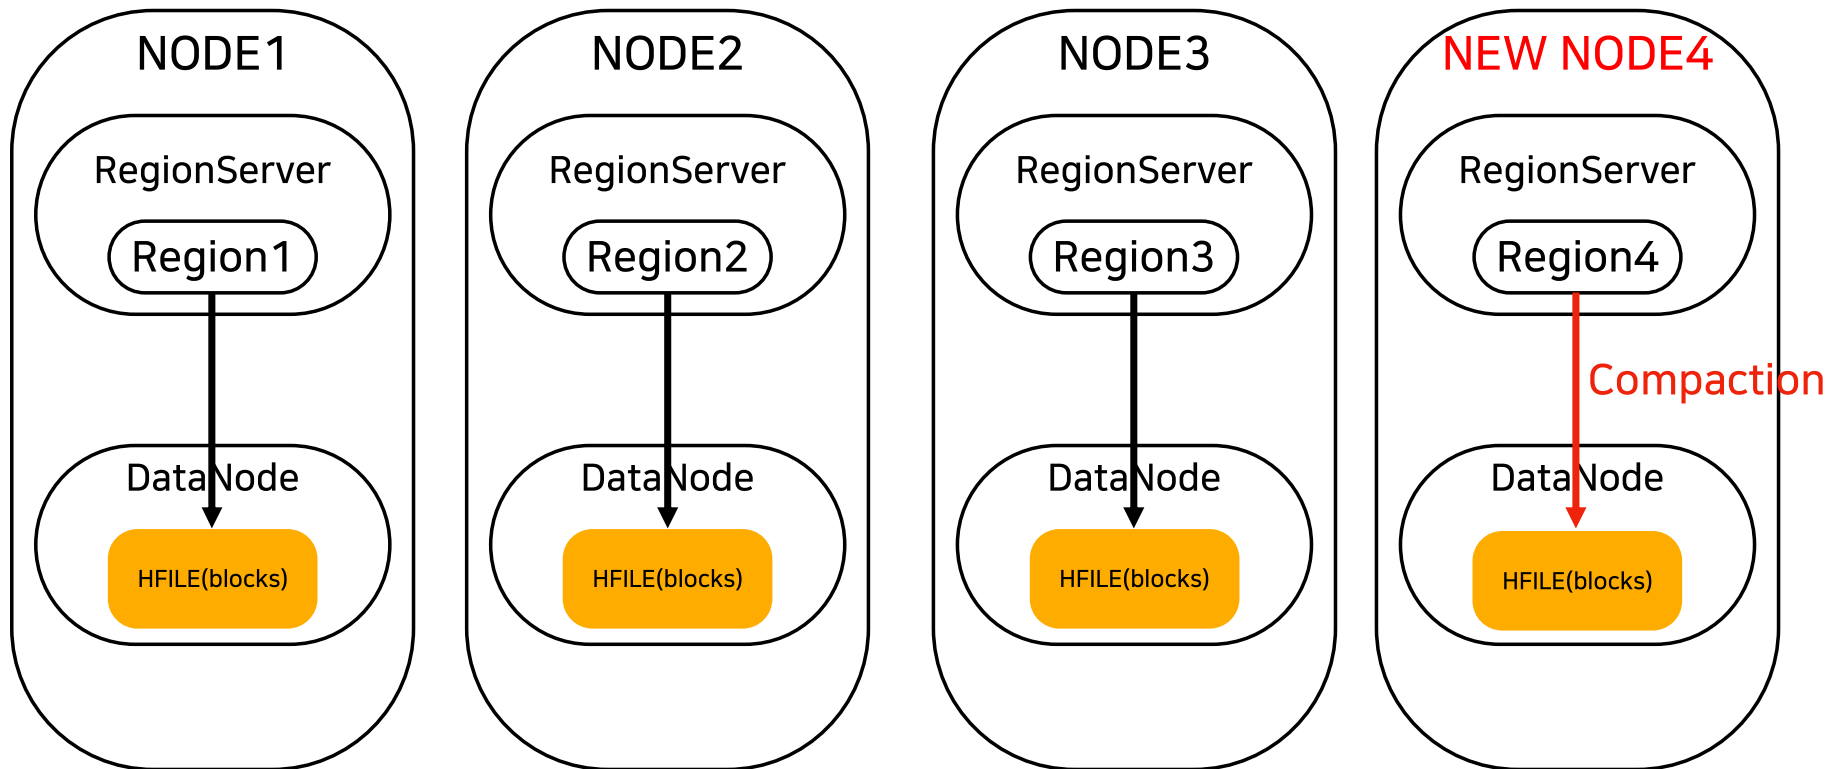 NODE1
RegionServer
Region1
DataNode
HFILE(blocks)
NODE2
RegionServer
Region2
DataNode
HFILE(blocks)
NODE3
RegionServer
Region3
DataNode
HFILE(blocks)
NEW NODE4
RegionServer
Region4
Compaction
DataNode
HFILE(blocks)